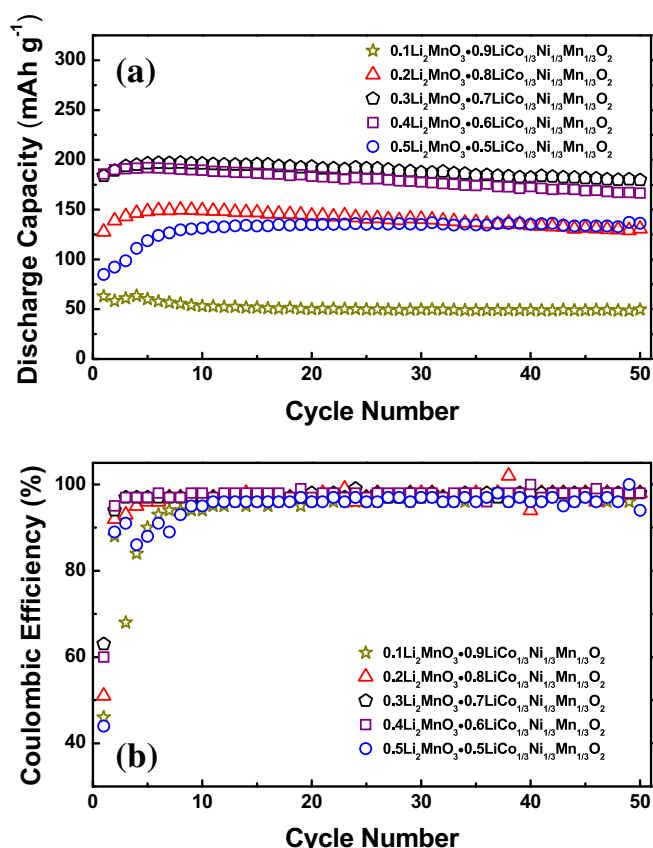 (a)
0.1Li₂MnO₃•0.9LiCo₁/₃Ni₁/₃Mn₁/₃O₂
0.2Li₂MnO₃•0.8LiCo₁/₃Ni₁/₃Mn₁/₃O₂
0.3Li₂MnO₃•0.7LiCo₁/₃Ni₁/₃Mn₁/₃O₂
0.4Li₂MnO₃•0.6LiCo₁/₃Ni₁/₃Mn₁/₃O₂
0.5Li₂MnO₃•0.5LiCo₁/₃Ni₁/₃Mn₁/₃O₂
Discharge Capacity (mAh g⁻¹)
300
250
200
150
100
50
0
0 10 20 30 40 50
Cycle Number
Coulombic Efficiency (%)
100
80
60
40
0.1Li₂MnO₃•0.9LiCo₁/₃Ni₁/₃Mn₁/₃O₂
0.2Li₂MnO₃•0.8LiCo₁/₃Ni₁/₃Mn₁/₃O₂
0.3Li₂MnO₃•0.7LiCo₁/₃Ni₁/₃Mn₁/₃O₂
0.4Li₂MnO₃•0.6LiCo₁/₃Ni₁/₃Mn₁/₃O₂
0.5Li₂MnO₃•0.5LiCo₁/₃Ni₁/₃Mn₁/₃O₂
(b)
0 10 20 30 40 50
Cycle Number